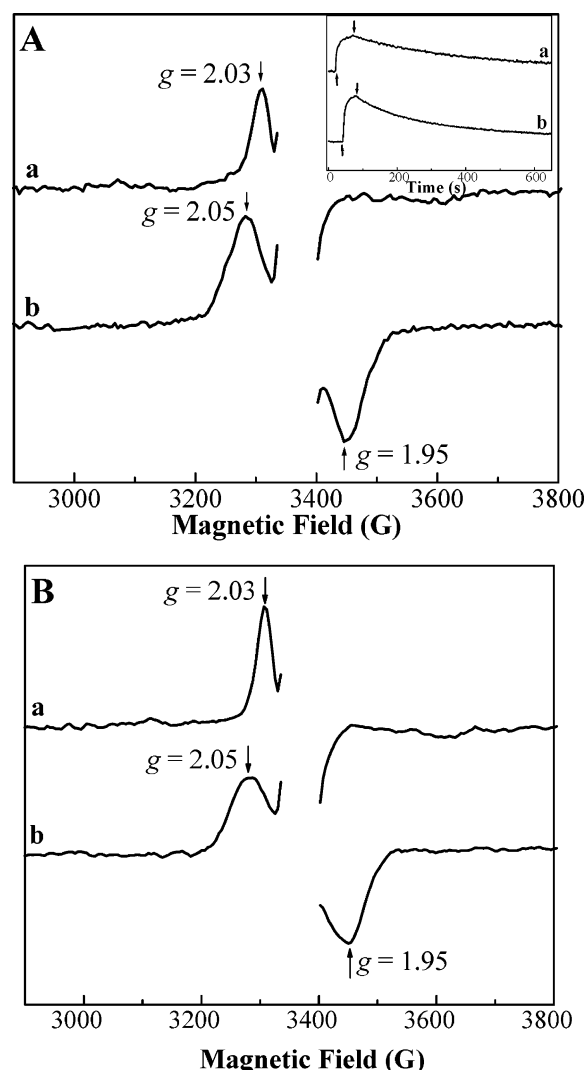 A
g = 2.03
a
g = 2.05
b
g = 1.95
a
b
0 200 400 600
Time (s)
3000 3200 3400 3600 3800
Magnetic Field (G)
B
g = 2.03
a
g = 2.05
b
g = 1.95
3000 3200 3400 3600 3800
Magnetic Field (G)